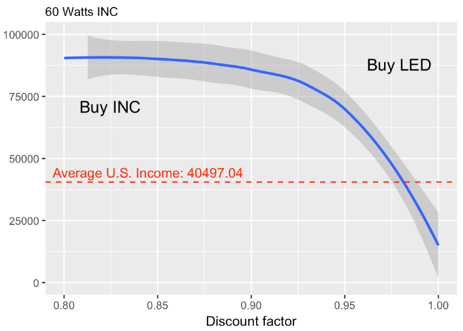 60 Watts INC
100000
Buy LED
75000
Buy INC
50000
Average U.S. Income: 40497.04
25000
0
0.80 0.85 0.90 0.95 1.00
Discount factor